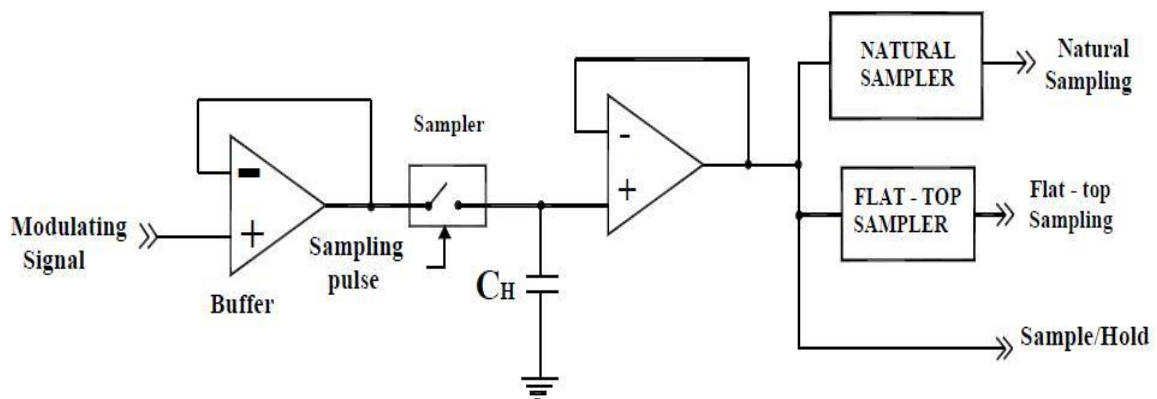 NATURAL
SAMPLER
Natural
Sampling
Sampler
-
+
FLAT - TOP
SAMPLER
Flat - top
Sampling
Modulating
Signal
-
+
Sampling
pulse
Buffer
CH
Sample/Hold